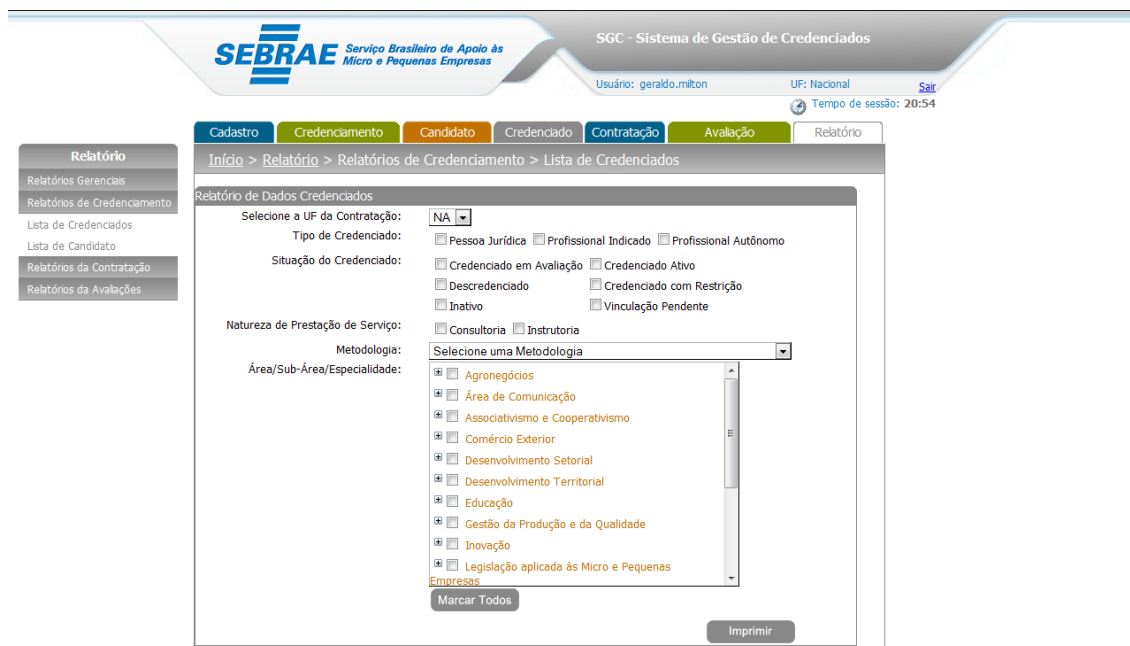 SGC - Sistema de Gestão de Credenciados
SEBRAE Serviço Brasileiro de Apoio às
Micro e Pequenas Empresas
Usuário: geraldo.milton UF: Nacional Sair
Tempo de sessão: 20:54
Cadastro Credenciamento Candidato Credenciado Contratação Avaliação Relatório
Início > Relatório > Relatórios de Credenciamento > Lista de Credenciados
Relatório
Relatórios Gerenciais
Relatórios de Credenciamento
Lista de Credenciados
Lista de Candidato
Relatórios da Contratação
Relatórios da Avaliações
Relatório de Dados Credenciados
Selecione a UF da Contratação: NA
Tipo de Credenciado: Pessoa Jurídica Profissional Indicado Profissional Autônomo
Situação do Credenciado: Credenciado em Avaliação Credenciado Ativo
Descredenciado Credenciado com Restrição
Inativo Vinculação Pendente
Natureza de Prestação de Serviço: Consultoria Instrutoria
Metodologia: Selecione uma Metodologia
Área/Sub-Área/Especialidade: Agronegócios
Área de Comunicação
Associativismo e Cooperativismo
Comércio Exterior
Desenvolvimento Setorial
Desenvolvimento Territorial
Educação
Gestão da Produção e da Qualidade
Inovação
Legislação aplicada às Micro e Pequenas
Empresas
Marcar Todos
Imprimir